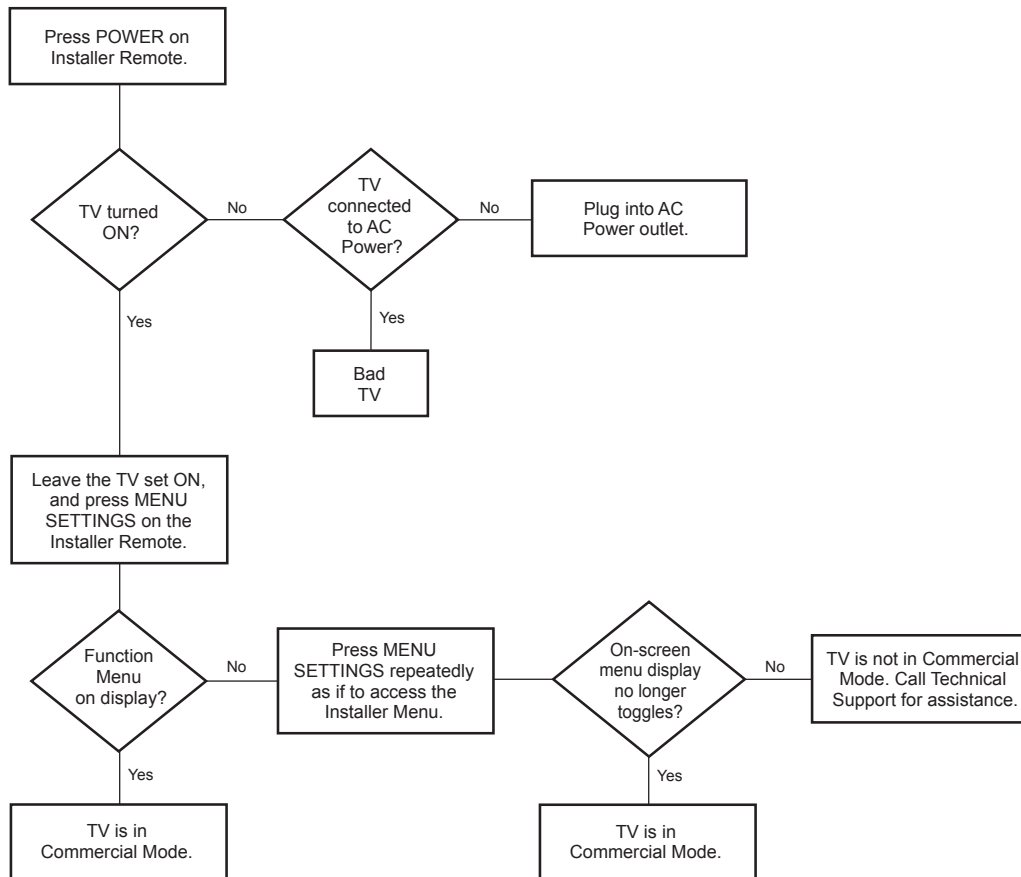 Press POWER on
Installer Remote.
TV turned
ON?
No
TV
connected
to AC
Power?
No
Plug into AC
Power outlet.
Yes
Yes
Bad
TV
Leave the TV set ON,
and press MENU
SETTINGS on the
Installer Remote.
Function
Menu
on display?
No
Press MENU
SETTINGS repeatedly
as if to access the
Installer Menu.
On-screen
menu display
no longer
toggles?
No
TV is not in Commercial
Mode. Call Technical
Support for assistance.
Yes
Yes
TV is in
Commercial Mode.
TV is in
Commercial Mode.